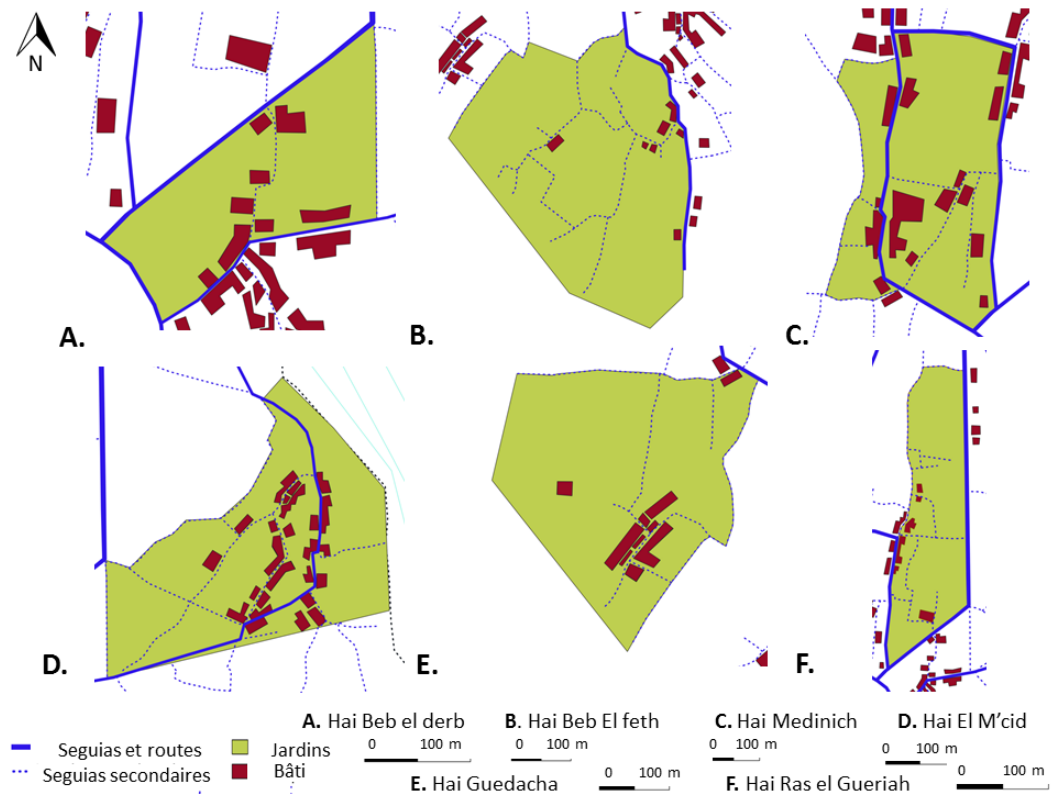 N
A.
B.
C.
D.
E.
F.
A. Hai Beb el derb B. Hai Beb El feth C. Hai Medinich D. Hai El M'cid
0 100 m 0 100 m 0 100 m 0 100 m
Seguias et routes Jardins
Seguias secondaires Bâti
E. Hai Guedacha 0 100 m F. Hai Ras el Gueriah 0 100 m